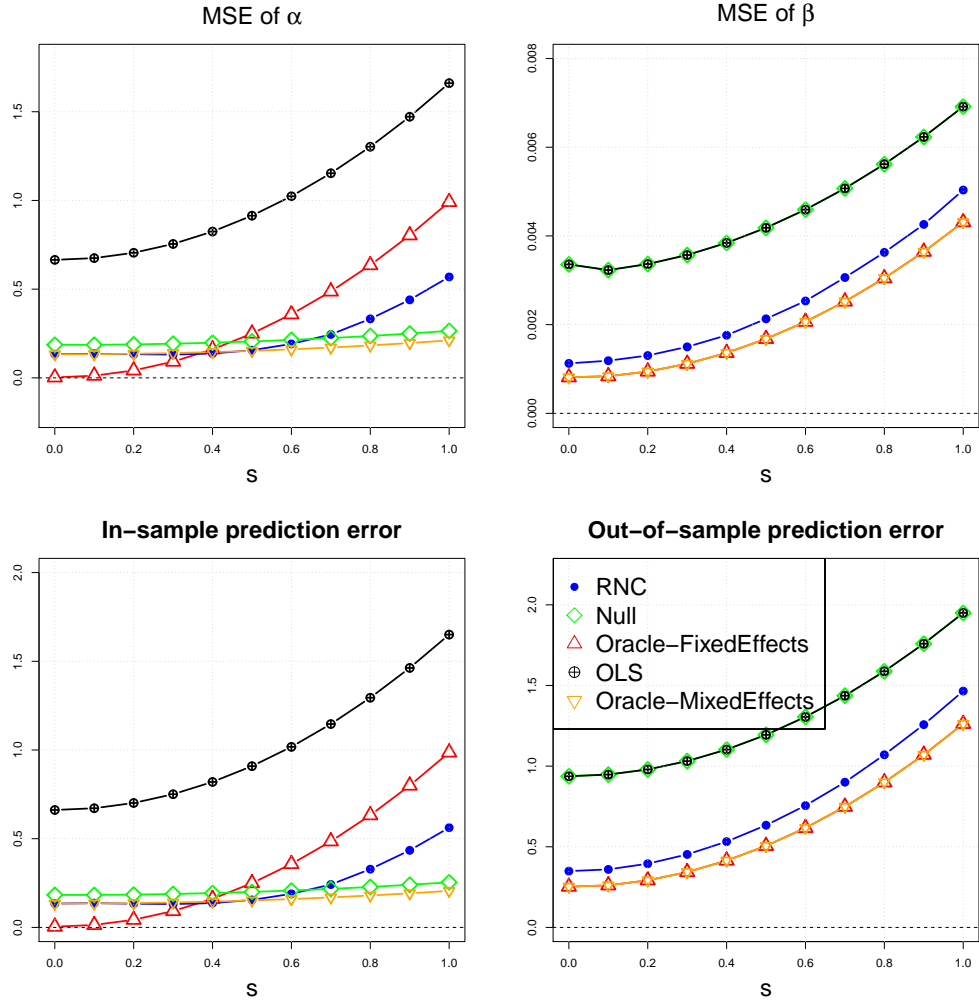 MSE of α
1.5
1.0
0.5
0.0
0.0 0.2 0.4 0.6 0.8 1.0
s
MSE of β
0.008
0.006
0.004
0.002
0.000
0.0 0.2 0.4 0.6 0.8 1.0
s
In−sample prediction error
2.0
1.5
1.0
0.5
0.0
0.0 0.2 0.4 0.6 0.8 1.0
s
Out−of−sample prediction error
2.0
1.5
1.0
0.5
0.0
RNC
Null
Oracle−FixedEffects
OLS
Oracle−MixedEffects
0.0 0.2 0.4 0.6 0.8 1.0
s